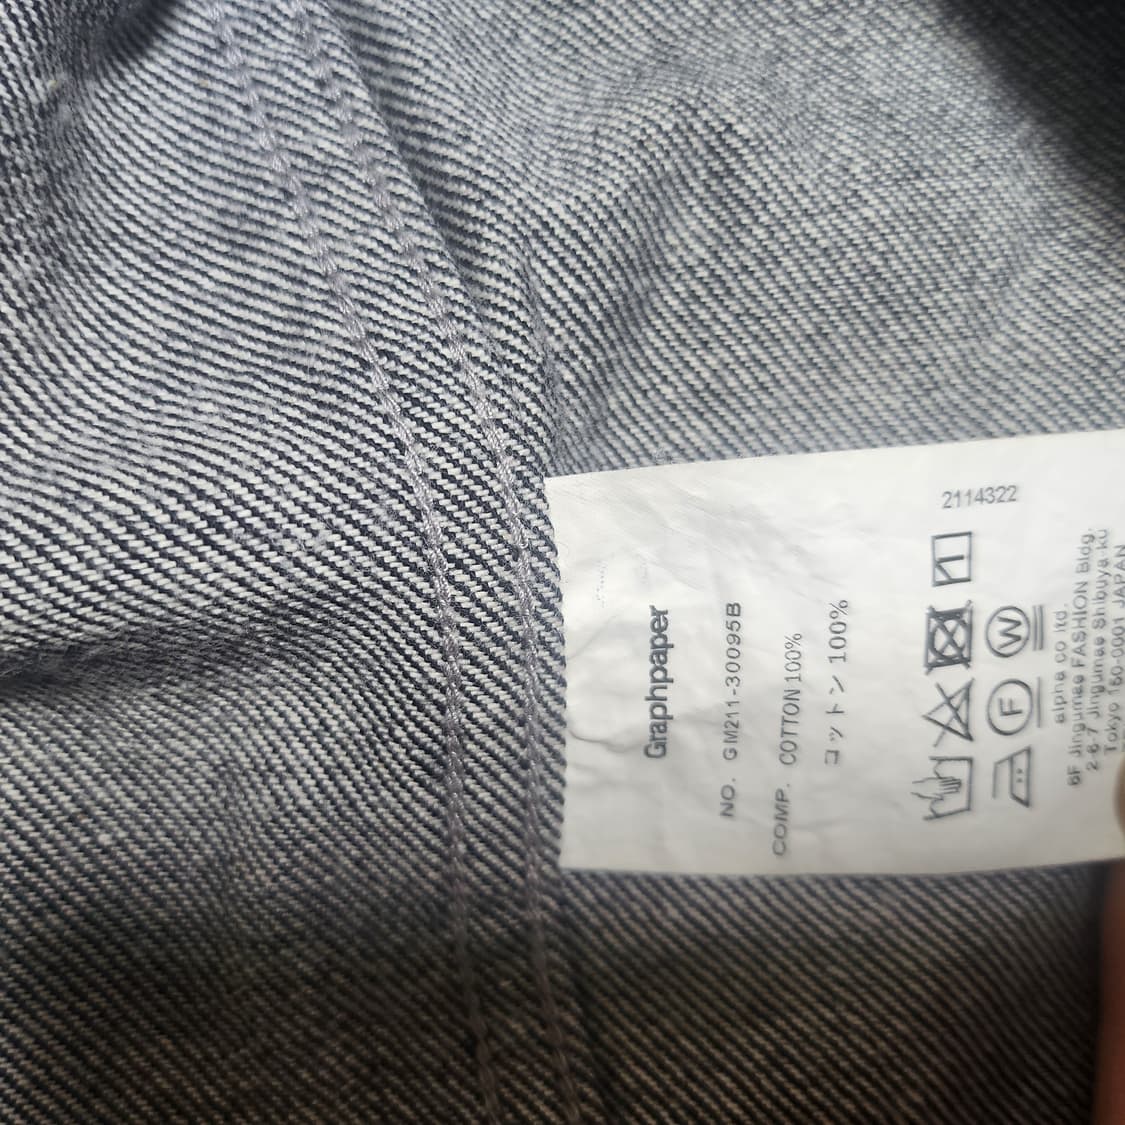 Graphpaper
NO. GM211-30095B
COMP. COTTON 100%
コットン 100%
2114322
F W
alpha co ltd.
6F Jingumae FASHION Bldg.
2-6-7 Jingumae Shibuya-ku
Tokyo 150-0001 JAPAN